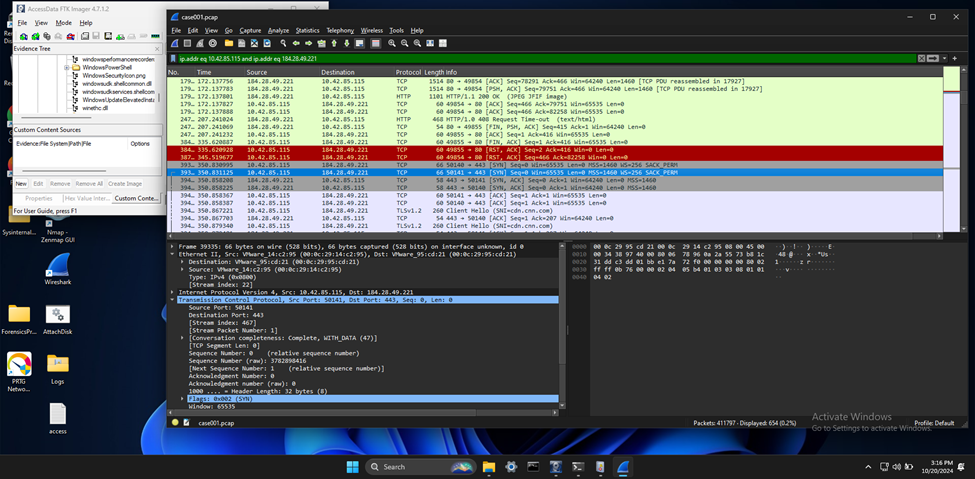 AccessData FTK Imager 4.7.1.2
File View Mode Help
Evidence Tree
windowsperformancerecorder.
WindowsPowerShell
WindowsSecurityIcon.png
windowsudk.shellcommon.dll
windowsudkservices.shellcom
WindowsUpdateElevatedInsta
winethc.dll
Custom Content Sources
Evidence:File System|Path|File Options
New Edit Remove Remove All Create Image
Properties Hex Value Inter... Custom Conte...
For User Guide, press F1
Sysinternal...
Nmap - Zenmap GUI
Wireshark
ForensicsPr...
AttachDisk
PRTG Netwo...
Logs
access
case001.pcap
File Edit View Go Capture Analyze Statistics Telephony Wireless Tools Help
ip.addr eq 10.42.85.115 and ip.addr eq 184.28.49.221
No. Time Source Destination Protocol Length Info
179… 172.137756 184.28.49.221 10.42.85.115 TCP 1514 80 → 49854 [ACK] Seq=78291 Ack=466 Win=64240 Len=1460 [TCP PDU reassembled in 17927]
179… 172.137783 184.28.49.221 10.42.85.115 TCP 1514 80 → 49854 [PSH, ACK] Seq=79751 Ack=466 Win=64240 Len=1460 [TCP PDU reassembled in 17927]
179… 172.137801 184.28.49.221 10.42.85.115 HTTP 1101 HTTP/1.1 200 OK (JPEG JFIF image)
179… 172.137827 10.42.85.115 184.28.49.221 TCP 54 49854 → 80 [ACK] Seq=466 Ack=79751 Win=65535 Len=0
179… 172.137888 10.42.85.115 184.28.49.221 TCP 54 49854 → 80 [ACK] Seq=466 Ack=82258 Win=65535 Len=0
247… 207.241024 184.28.49.221 10.42.85.115 HTTP 468 HTTP/1.0 408 Request Time-out (text/html)
247… 207.241069 184.28.49.221 10.42.85.115 TCP 54 80 → 49855 [FIN, PSH, ACK] Seq=415 Ack=1 Win=64240 Len=0
247… 207.241232 10.42.85.115 184.28.49.221 TCP 54 49855 → 80 [ACK] Seq=1 Ack=416 Win=65535 Len=0
384… 335.620887 10.42.85.115 184.28.49.221 TCP 54 49855 → 80 [FIN, ACK] Seq=1 Ack=416 Win=65535 Len=0
384… 335.620928 10.42.85.115 184.28.49.221 TCP 54 49855 → 80 [RST, ACK] Seq=2 Ack=416 Win=0 Len=0
387… 345.519677 10.42.85.115 184.28.49.221 TCP 54 49854 → 80 [RST, ACK] Seq=466 Ack=82258 Win=0 Len=0
393… 350.830995 10.42.85.115 184.28.49.221 TCP 66 50140 → 443 [SYN] Seq=0 Win=65535 Len=0 MSS=1460 WS=256 SACK_PERM
393… 350.831125 10.42.85.115 184.28.49.221 TCP 66 50141 → 443 [SYN] Seq=0 Win=65535 Len=0 MSS=1460 WS=256 SACK_PERM
394… 350.858208 184.28.49.221 10.42.85.115 TCP 58 443 → 50140 [SYN, ACK] Seq=0 Ack=1 Win=64240 Len=0 MSS=1460
394… 350.858225 184.28.49.221 10.42.85.115 TCP 58 443 → 50141 [SYN, ACK] Seq=0 Ack=1 Win=64240 Len=0 MSS=1460
394… 350.858367 10.42.85.115 184.28.49.221 TCP 54 50140 → 443 [ACK] Seq=1 Ack=1 Win=65535 Len=0
394… 350.858387 10.42.85.115 184.28.49.221 TCP 54 50141 → 443 [ACK] Seq=1 Ack=1 Win=65535 Len=0
394… 350.867221 10.42.85.115 184.28.49.221 TLSv1.2 260 Client Hello (SNI=cdn.cnn.com)
394… 350.867703 184.28.49.221 10.42.85.115 TCP 54 443 → 50140 [ACK] Seq=1 Ack=207 Win=64240 Len=0
394… 350.879340 10.42.85.115 184.28.49.221 TLSv1.2 260 Client Hello (SNI=cdn.cnn.com)
Frame 39335: 66 bytes on wire (528 bits), 66 bytes captured (528 bits) on interface unknown, id 0
Ethernet II, Src: VMware_14:c2:95 (00:0c:29:14:c2:95), Dst: VMware_95:cd:21 (00:0c:29:95:cd:21)
Destination: VMware_95:cd:21 (00:0c:29:95:cd:21)
Source: VMware_14:c2:95 (00:0c:29:14:c2:95)
Type: IPv4 (0x0800)
[Stream index: 22]
Internet Protocol Version 4, Src: 10.42.85.115, Dst: 184.28.49.221
Transmission Control Protocol, Src Port: 50141, Dst Port: 443, Seq: 0, Len: 0
Source Port: 50141
Destination Port: 443
[Stream index: 467]
[Stream Packet Number: 1]
[Conversation completeness: Complete, WITH_DATA (47)]
[TCP Segment Len: 0]
Sequence Number: 0 (relative sequence number)
Sequence Number (raw): 3782898416
[Next Sequence Number: 1 (relative sequence number)]
Acknowledgment Number: 0
Acknowledgment number (raw): 0
1000 .... = Header Length: 32 bytes (8)
Flags: 0x002 (SYN)
Window: 65535
0000 00 0c 29 95 cd 21 00 0c 29 14 c2 95 08 00 45 00
0010 00 34 38 97 40 00 80 06 78 96 0a 2a 55 73 b8 1c
0020 31 dd c3 dd 01 bb e1 7a 72 f0 00 00 00 00 80 02
0030 ff ff 0b 76 00 00 02 04 05 b4 01 03 03 08 01 01
0040 04 02
case001.pcap
Packets: 411797 · Displayed: 654 (0.2%)
Profile: Default
Activate Windows
Go to Settings to activate Windows.
Search
3:16 PM
10/20/2024